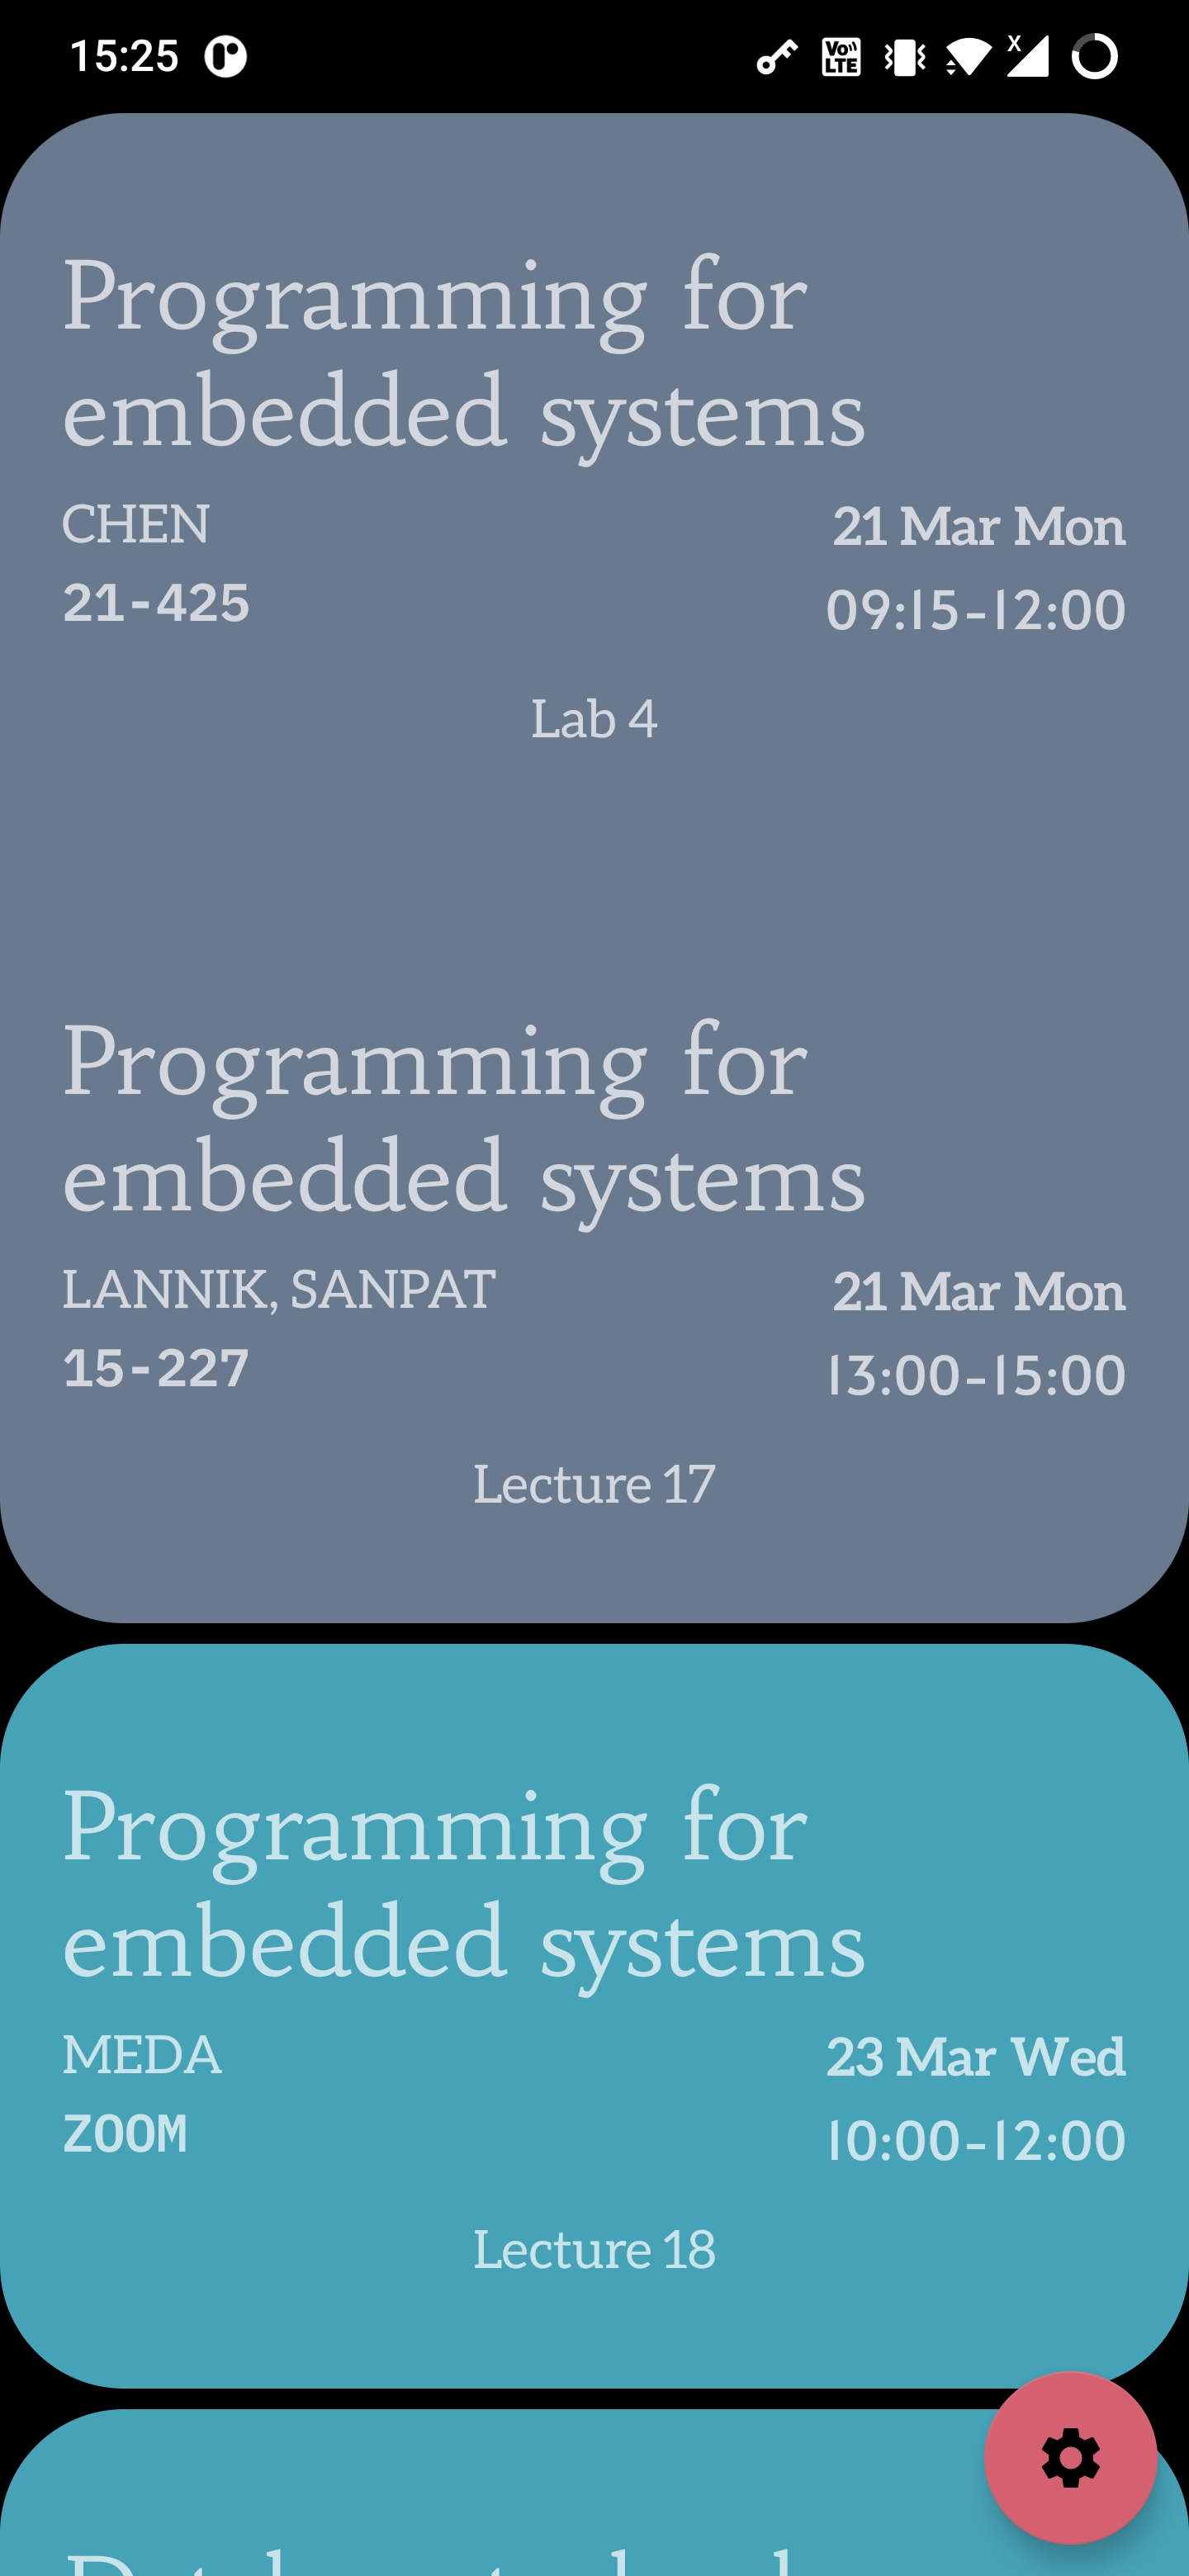 15:25
Vo LTE
X
Programming for
embedded systems
CHEN
21 Mar Mon
21-425
09:15-12:00
Lab 4
Programming for
embedded systems
LANNIK, SANPAT
21 Mar Mon
15-227
13:00-15:00
Lecture 17
Programming for
embedded systems
MEDA
23 Mar Wed
ZOOM
10:00-12:00
Lecture 18